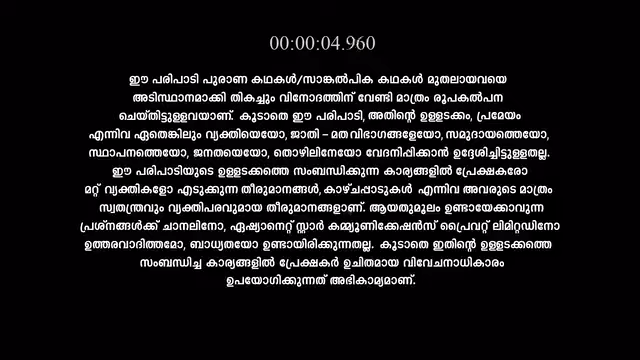 00:00:04.960
ഈ പരിപാടി പുരാണ കഥകൾ/സാങ്കൽപിക കഥകൾ മുതലായവയെ
അടിസ്ഥാനമാക്കി തികച്ചും വിനോദത്തിന് വേണ്ടി മാത്രം രൂപകൽപന
ചെയ്തിട്ടുള്ളവയാണ്. കൂടാതെ ഈ പരിപാടി, അതിന്റെ ഉള്ളടക്കം, പ്രമേയം
എന്നിവ ഏതെങ്കിലും വ്യക്തിയെയോ, ജാതി – മതവിഭാഗങ്ങളേയോ, സമുദായത്തെയോ,
സ്ഥാപനത്തെയോ, ജനതയെയോ, തൊഴിലിനേയോ വേദനിപ്പിക്കാൻ ഉദ്ദേശിച്ചിട്ടുള്ളതല്ല.
ഈ പരിപാടിയുടെ ഉള്ളടക്കത്തെ സംബന്ധിക്കുന്ന കാര്യങ്ങളിൽ പ്രേക്ഷകരോ
മറ്റ് വ്യക്തികളോ എടുക്കുന്ന തീരുമാനങ്ങൾ, കാഴ്ചപ്പാടുകൾ എന്നിവ അവരുടെ മാത്രം
സ്വതന്ത്രവും വ്യക്തിപരവുമായ തീരുമാനങ്ങളാണ്. ആയതുമൂലം ഉണ്ടായേക്കാവുന്ന
പ്രശ്നങ്ങൾക്ക് ചാനലിനോ, ഏഷ്യാനെറ്റ് സ്റ്റാർ കമ്മ്യൂണിക്കേഷൻസ് പ്രൈവറ്റ് ലിമിറ്റഡിനോ
ഉത്തരവാദിത്തമോ, ബാധ്യതയോ ഉണ്ടായിരിക്കുന്നതല്ല. കൂടാതെ ഇതിന്റെ ഉള്ളടക്കത്തെ
സംബന്ധിച്ച കാര്യങ്ങളിൽ പ്രേക്ഷകർ ഉചിതമായ വിവേചനാധികാരം
ഉപയോഗിക്കുന്നത് അഭികാമ്യമാണ്.